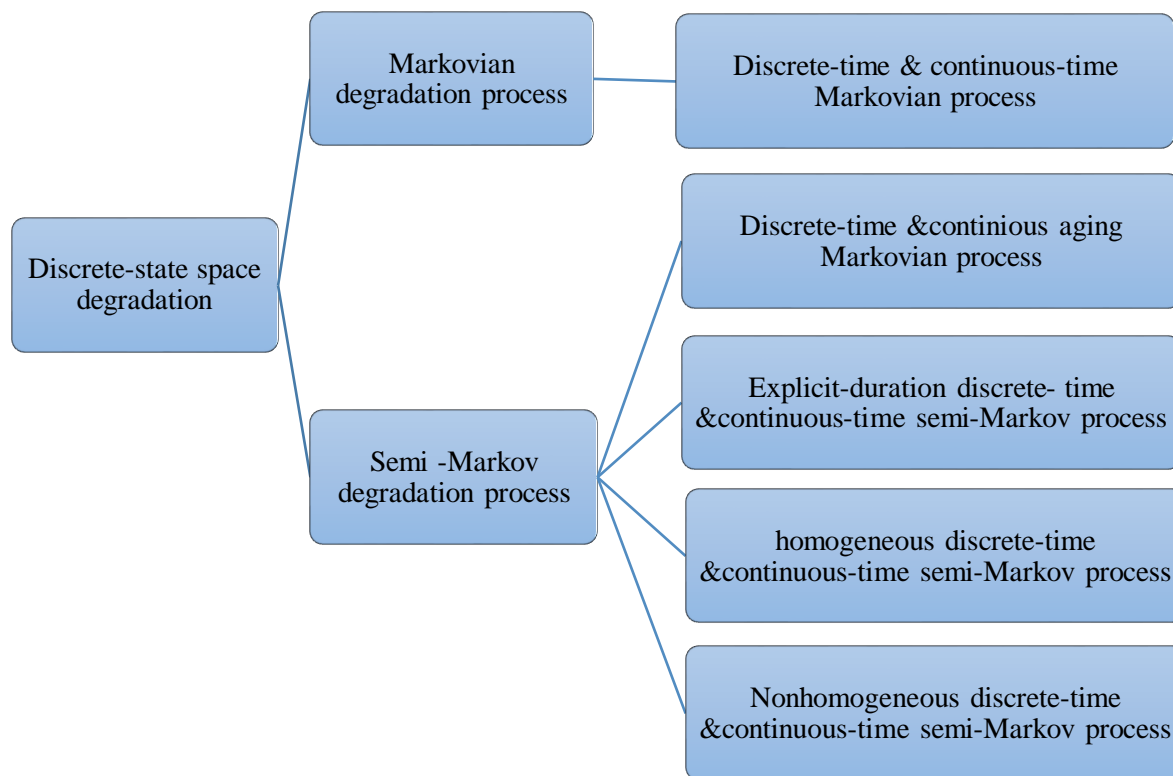 Markovian
degradation process
Discrete-time & continuous-time
Markovian process
Discrete-state space
degradation
Discrete-time &continious aging
Markovian process
Explicit-duration discrete- time
&continuous-time semi-Markov process
Semi -Markov
degradation process
homogeneous discrete-time
&continuous-time semi-Markov process
Nonhomogeneous discrete-time
&continuous-time semi-Markov process